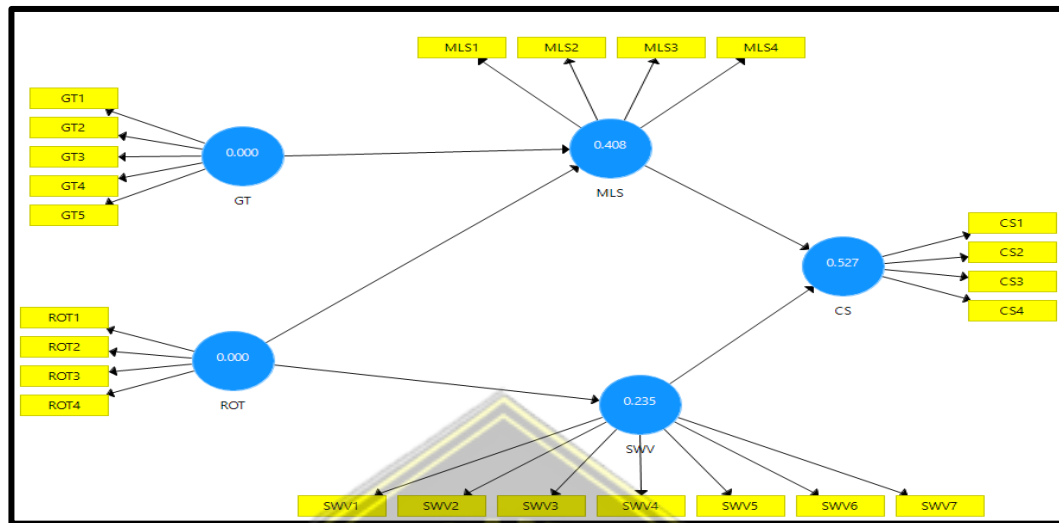 MLS1 MLS2 MLS3 MLS4
GT1
GT2
GT3
GT4
GT5
0.000
GT
0.408
MLS
CS1
CS2
CS3
CS4
0.527
CS
ROT1
ROT2
ROT3
ROT4
0.000
ROT
0.235
SWV
SWV1 SWV2 SWV3 SWV4 SWV5 SWV6 SWV7